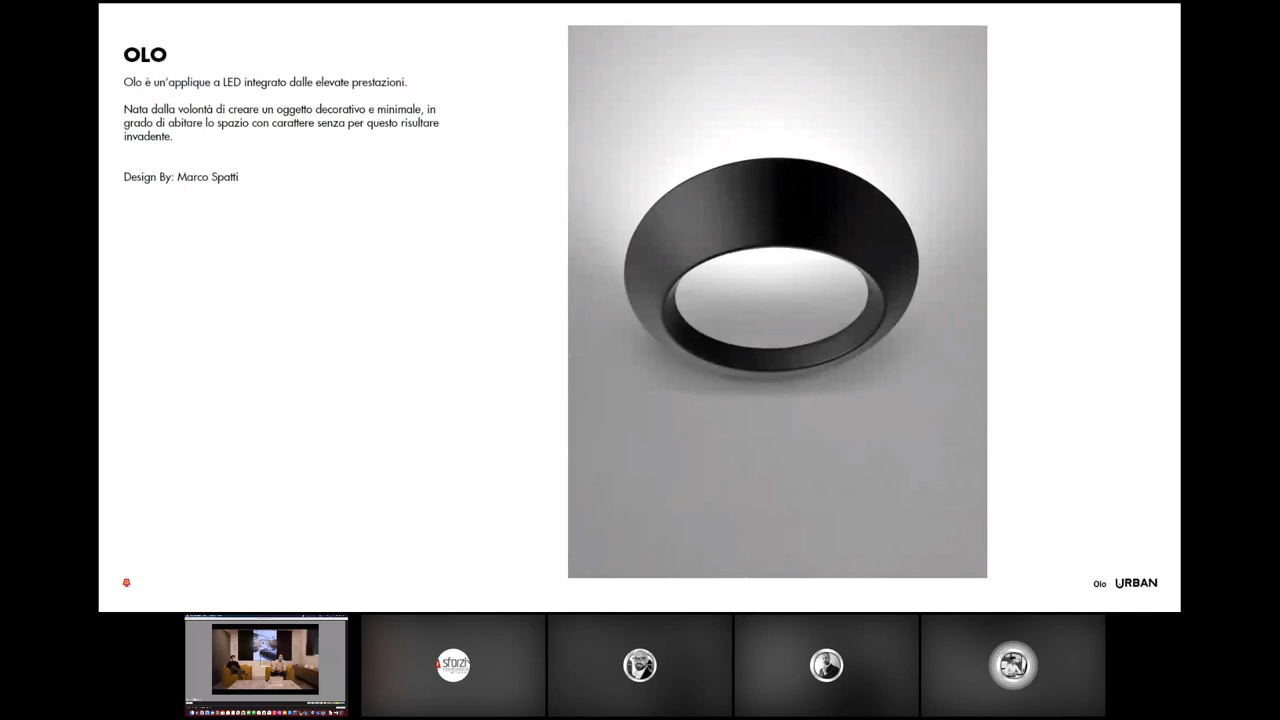 OLO
Olo è un'applique a LED integrato dalle elevate prestazioni.
Nata dalla volontà di creare un oggetto decorativo e minimale, in
grado di abitare lo spazio con carattere senza per questo risultare
invadente.
Design By: Marco Spatti
Olo URBAN
sforzi